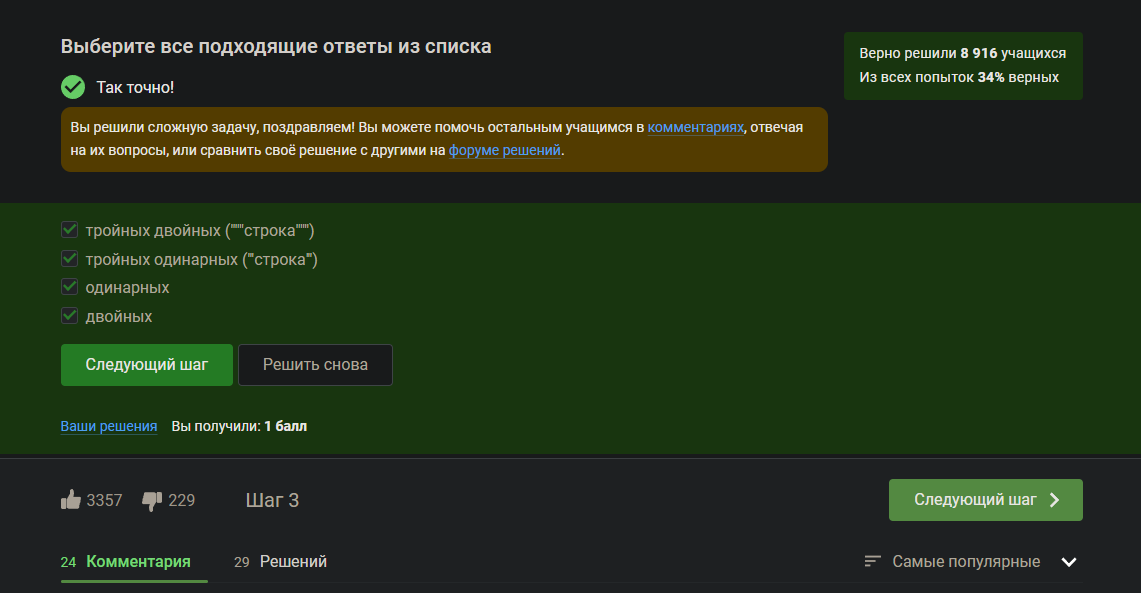 Выберите все подходящие ответы из списка
Верно решили 8 916 учащихся
Из всех попыток 34% верных
Так точно!
Вы решили сложную задачу, поздравляем! Вы можете помочь остальным учащимся в комментариях, отвечая
на их вопросы, или сравнить своё решение с другими на форуме решений.
тройных двойных ("""строка""")
тройных одинарных ('''строка''')
одинарных
двойных
Следующий шаг
Решить снова
Ваши решения Вы получили: 1 балл
3357 229 Шаг 3
Следующий шаг
24 Комментария 29 Решений
Самые популярные